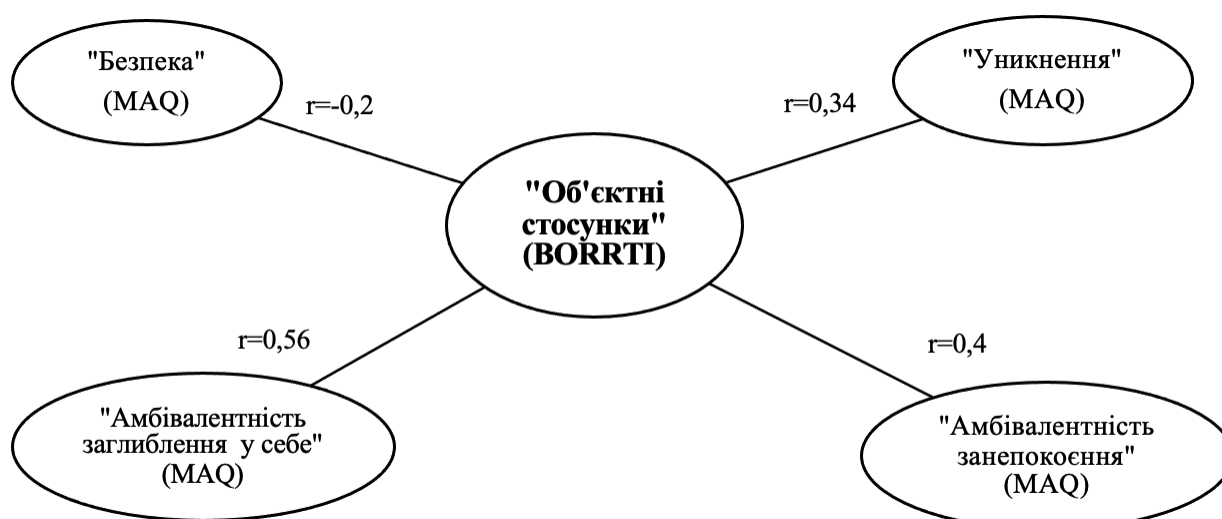 "Безпека"
(MAQ)
r=-0,2
"Уникнення"
(MAQ)
r=0,34
"Об'єктні
стосунки"
(BORRTI)
r=0,56
r=0,4
"Амбівалентність
заглиблення у себе"
(MAQ)
"Амбівалентність
занепокоєння"
(MAQ)